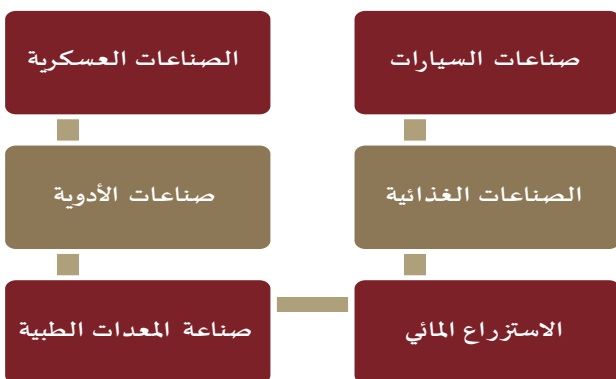 صناعات السيارات
الصناعات الغذائية
الاستزراع المائي
صناعة المعدات الطبية
صناعات الأدوية
الصناعات العسكرية